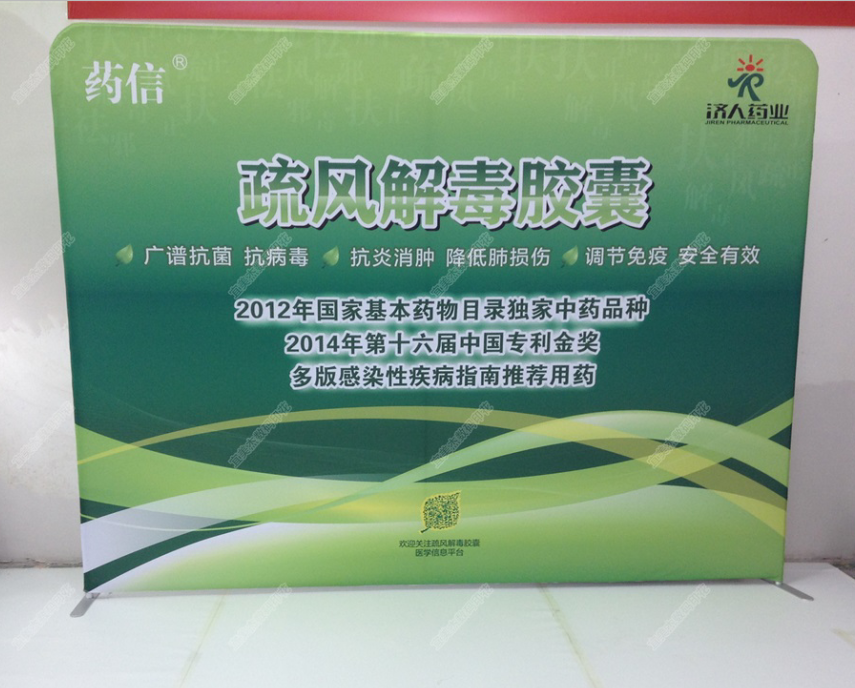 药信®
济人药业
JIREN PHARMACEUTICAL
疏风解毒胶囊
广谱抗菌 抗病毒 抗炎消肿 降低肺损伤 调节免疫 安全有效
2012年国家基本药物目录独家中药品种
2014年第十六届中国专利金奖
多版感染性疾病指南推荐用药
欢迎关注疏风解毒胶囊
医学信息平台